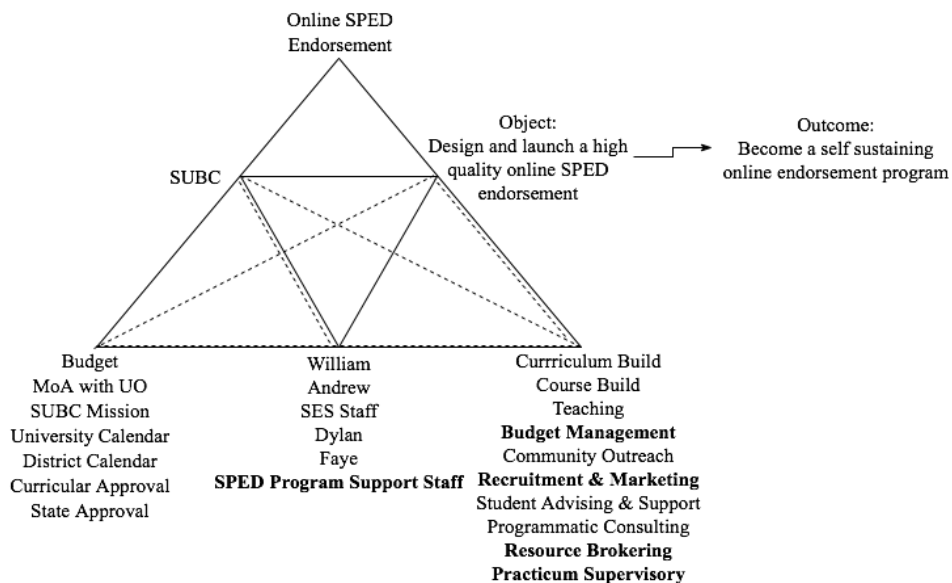 Online SPED
Endorsement
Object:
Design and launch a high
quality online SPED
endorsement
Outcome:
Become a self sustaining
online endorsement program
SUBC
Budget
MoA with UO
SUBC Mission
University Calendar
District Calendar
Curricular Approval
State Approval
William
Andrew
SES Staff
Dylan
Faye
SPED Program Support Staff
Currriculum Build
Course Build
Teaching
Budget Management
Community Outreach
Recruitment & Marketing
Student Advising & Support
Programmatic Consulting
Resource Brokering
Practicum Supervisory